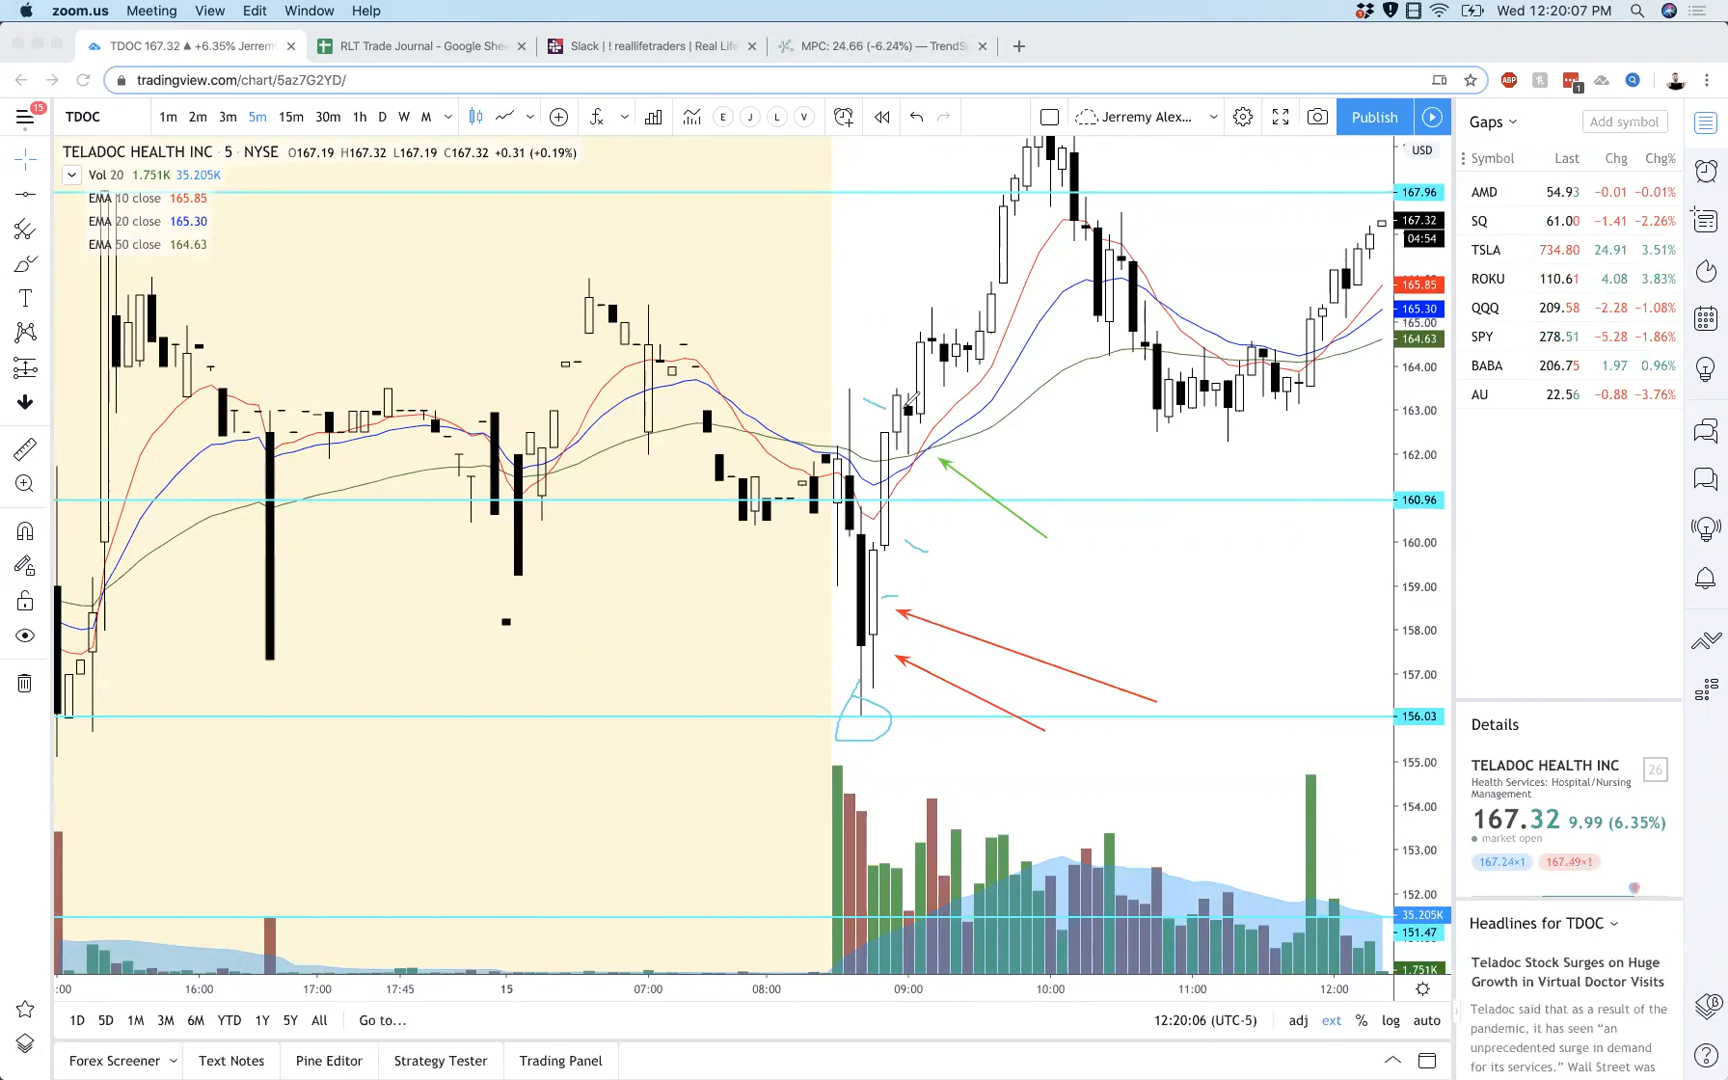 zoom.us Meeting View Edit Window Help Wed 12:20:07 PM
TDOC 167.32 ▲ +6.35% Jerrem
RLT Trade Journal - Google She
Slack | ! reallifetraders | Real Life
MPC: 24.66 (-6.24%) — TrendS
tradingview.com/chart/5az7G2YD/
ABP
1
15
TDOC 1m 2m 3m 5m 15m 30m 1h D W M
E J L V
Jerremy Alex...
Publish
TELADOC HEALTH INC · 5 · NYSE O167.19 H167.32 L167.19 C167.32 +0.31 (+0.19%)
Vol 20 1.751K 35.205K
EMA 10 close 165.85
EMA 20 close 165.30
EMA 50 close 164.63
USD
167.96
167.32
04:54
165.85
165.30
165.00
164.63
164.00
163.00
162.00
160.96
160.00
159.00
158.00
157.00
156.03
155.00
154.00
153.00
152.00
35.205K
151.47
1.751K
:00 16:00 17:00 17:45 15 07:00 08:00 09:00 10:00 11:00 12:00
1D 5D 1M 3M 6M YTD 1Y 5Y All Go to... 12:20:06 (UTC-5) adj ext % log auto
Forex Screener Text Notes Pine Editor Strategy Tester Trading Panel
Gaps
Add symbol
Symbol Last Chg Chg%
AMD 54.93 −0.01 −0.01%
SQ 61.00 −1.41 −2.26%
TSLA 734.80 24.91 3.51%
ROKU 110.61 4.08 3.83%
QQQ 209.58 −2.28 −1.08%
SPY 278.51 −5.28 −1.86%
BABA 206.75 1.97 0.96%
AU 22.56 −0.88 −3.76%
Details
TELADOC HEALTH INC
26
Health Services: Hospital/Nursing
Management
167.32 9.99 (6.35%)
market open
167.24×1 167.49×1
Headlines for TDOC
Teladoc Stock Surges on Huge
Growth in Virtual Doctor Visits
Teladoc said that as a result of the
pandemic, it has seen “an
unprecedented surge in demand
for its services.” Wall Street was